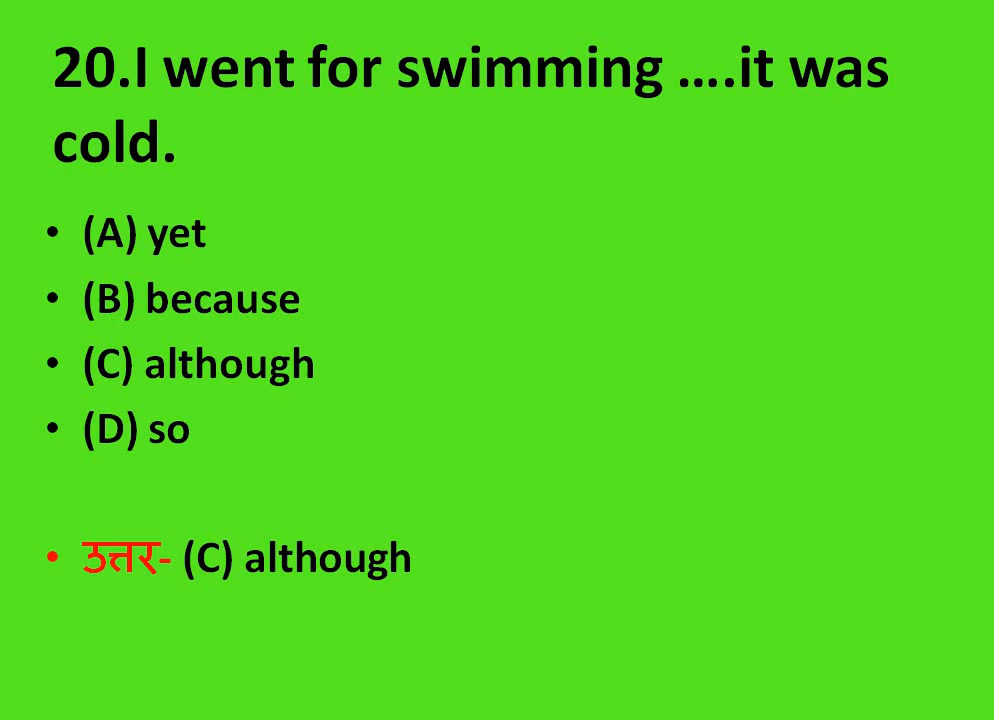 20.I went for swimming ….it was
cold.
• (A) yet
• (B) because
• (C) although
• (D) so
• उत्तर- (C) although